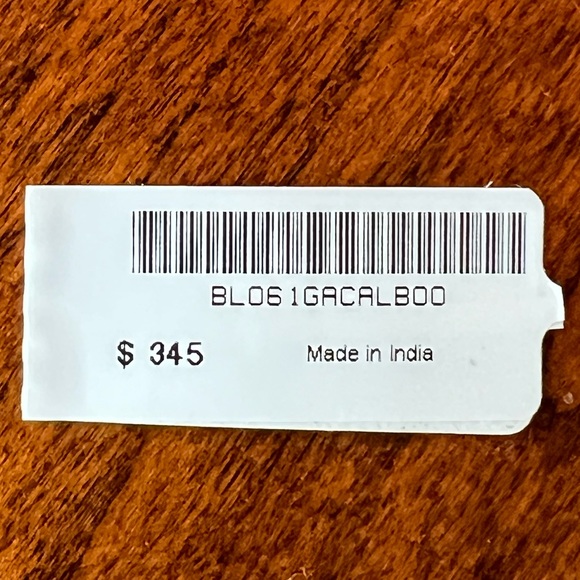 BL061GACALB00
$ 345
Made in India